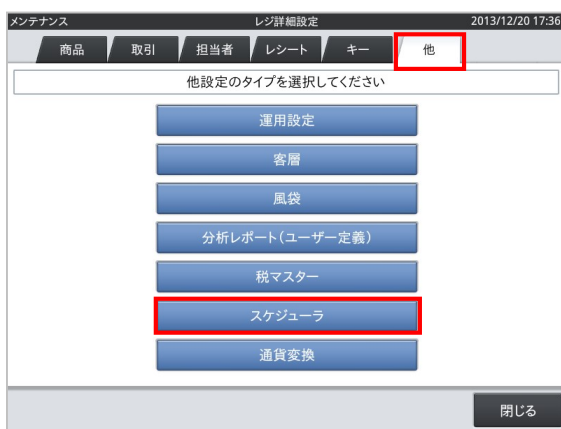 メンテナンス レジ詳細設定 2013/12/20 17:36
商品 取引 担当者 レシート キー 他
他設定のタイプを選択してください
運用設定
客層
風袋
分析レポート(ユーザー定義)
税マスター
スケジューラ
通貨変換
閉じる